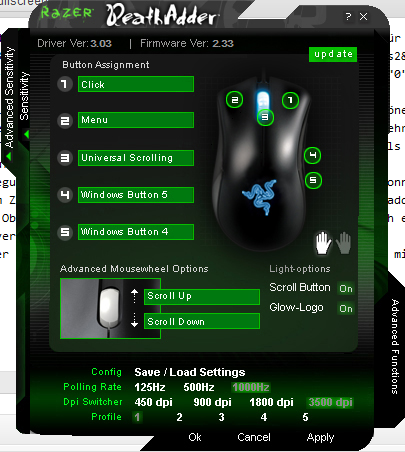 RAZER DeathAdder ? X
Driver Ver: 3.03 | Firmware Ver: 2.33
update
Button Assignment
1 Click
2 Menu
3 Universal Scrolling
4 Windows Button 5
5 Windows Button 4
2 1
3
4
5
Advanced Mousewheel Options
Scroll Up
Scroll Down
Light-options
Scroll Button On
Glow-Logo On
Config Save / Load Settings
Polling Rate 125Hz 500Hz 1000Hz
Dpi Switcher 450 dpi 900 dpi 1800 dpi 3500 dpi
Profile 1 2 3 4 5
Ok Cancel Apply
Advanced Sensitivity
Sensitivity
Advanced Functions